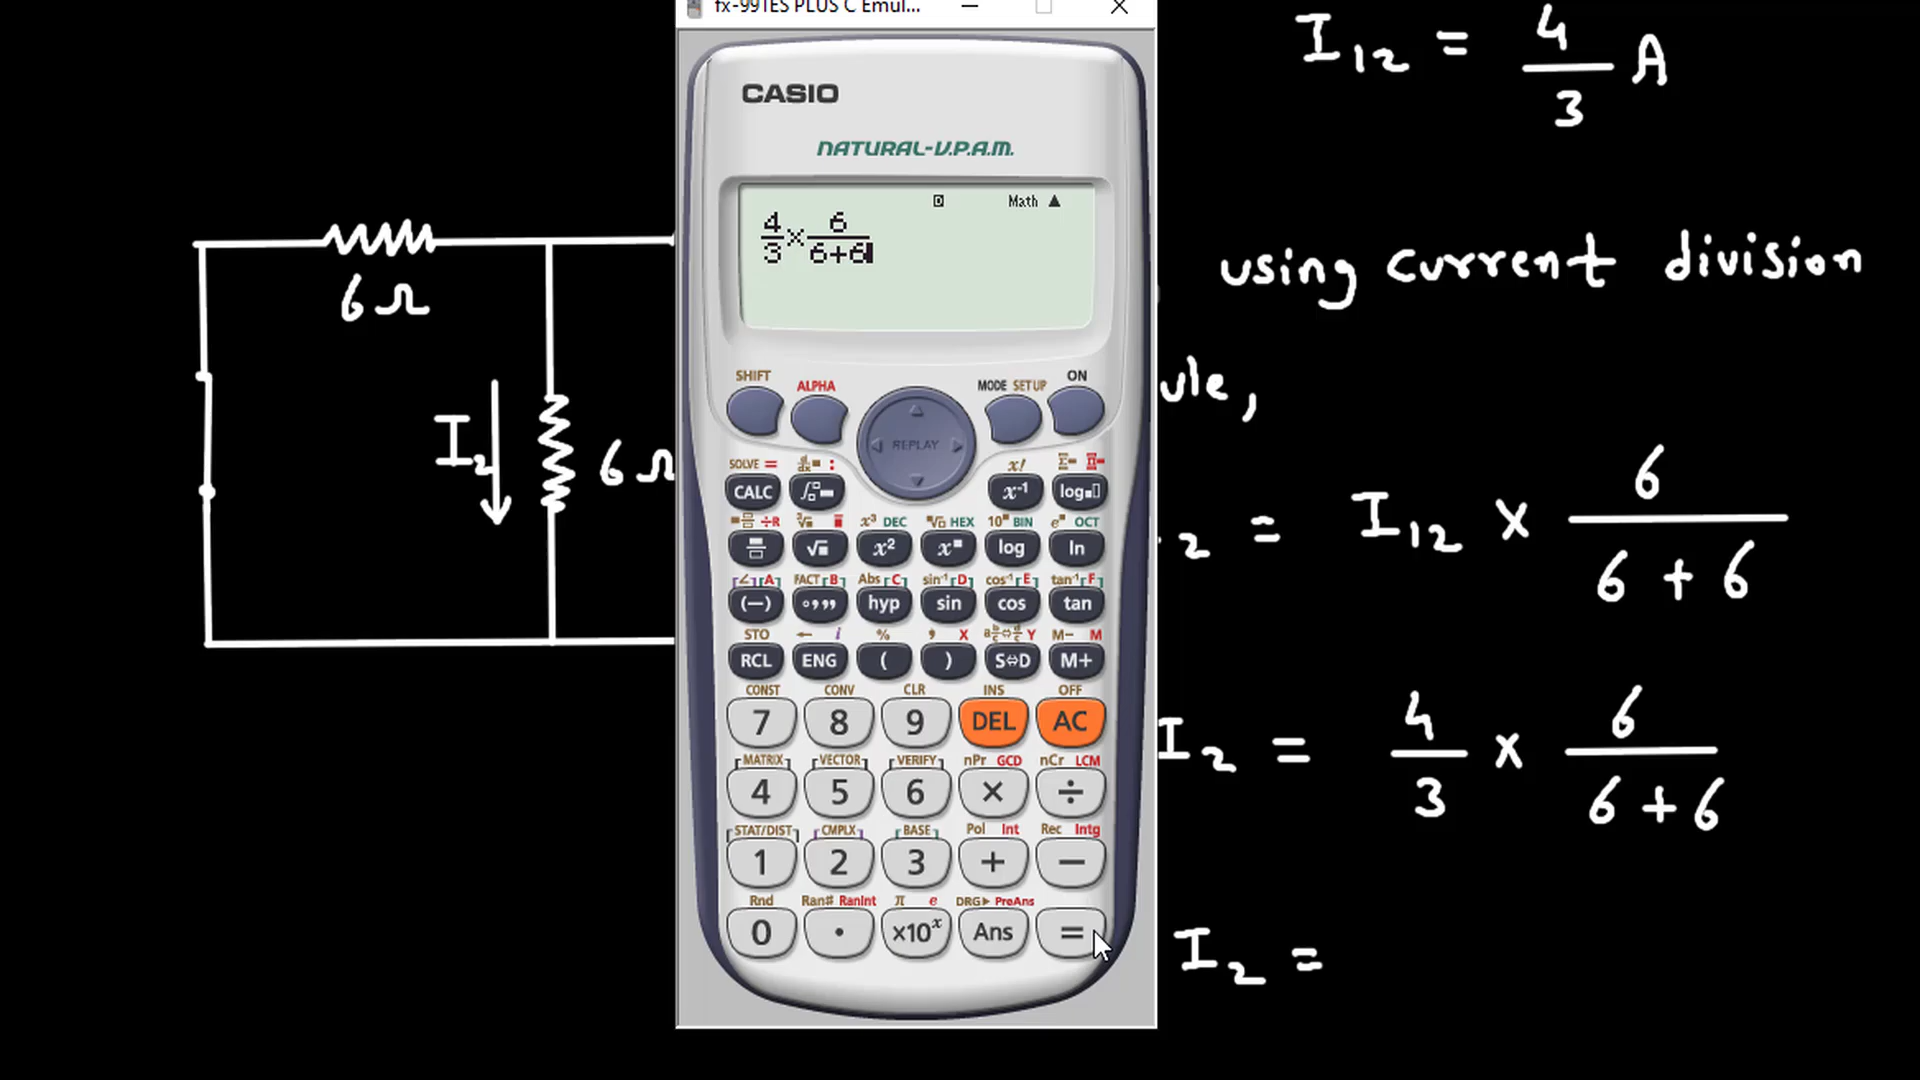 fx-991ES PLUS C Emul...
I12 = 4/3 A
CASIO
NATURAL-V.P.A.M.
D Math ▲
4/3×6/(6+6
using current division
ule,
6 Ω
I2
6 Ω
2 = I12 × 6/(6+6)
I2 = 4/3 × 6/(6+6)
I2 =
SHIFT ALPHA MODE SETUP ON
REPLAY
SOLVE = d/dx : x! Σ Π
CALC ∫ x⁻¹ log
÷R ³√ x³ DEC √ HEX 10 BIN e OCT
√ x² x log ln
∠ A FACT B Abs C sin⁻¹ D cos⁻¹ E tan⁻¹ F
(−) °,,, hyp sin cos tan
STO ← i % , X a b/c⇔d/c Y M− M
RCL ENG ( ) S⇔D M+
CONST CONV CLR INS OFF
7 8 9 DEL AC
MATRIX VECTOR VERIFY nPr GCD nCr LCM
4 5 6 × ÷
STAT/DIST CMPLX BASE Pol Int Rec Intg
1 2 3 + −
Rnd Ran# RanInt π e DRG▶ PreAns
0 . ×10ˣ Ans =